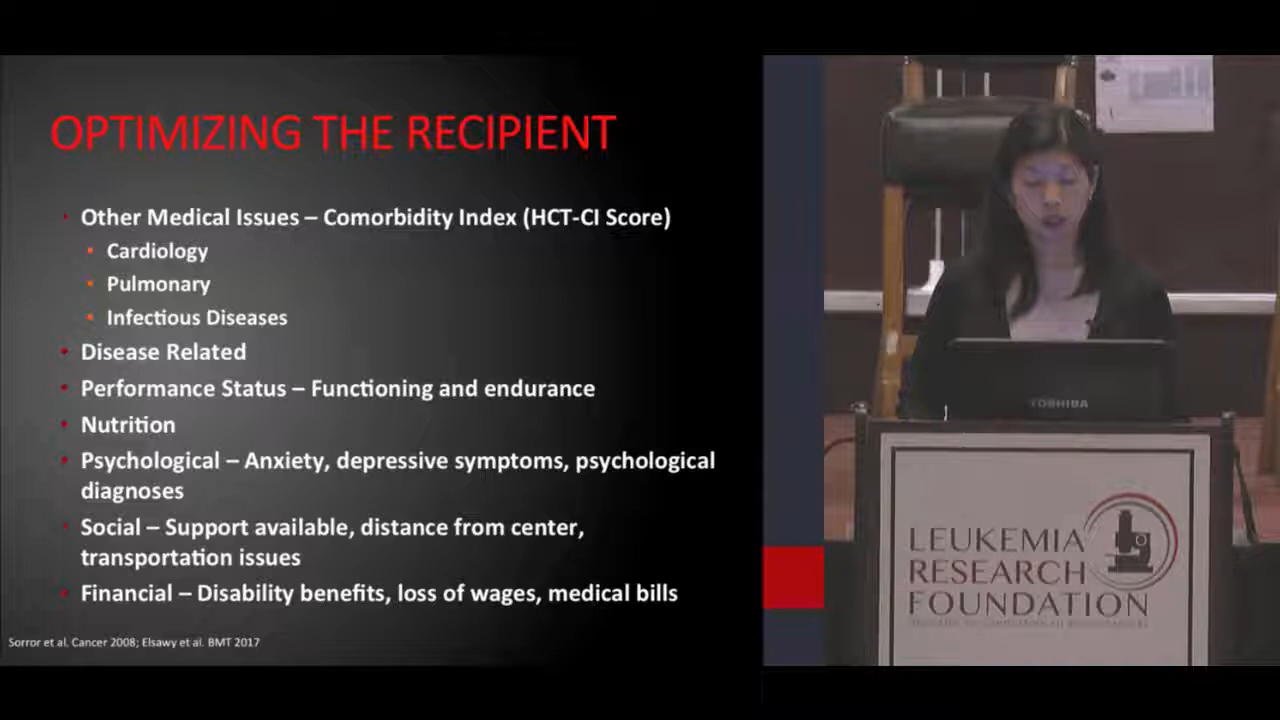 OPTIMIZING THE RECIPIENT
Other Medical Issues – Comorbidity Index (HCT-CI Score)
Cardiology
Pulmonary
Infectious Diseases
Disease Related
Performance Status – Functioning and endurance
Nutrition
Psychological – Anxiety, depressive symptoms, psychological
diagnoses
Social – Support available, distance from center,
transportation issues
Financial – Disability benefits, loss of wages, medical bills
Sorror et al. Cancer 2008; Elsawy et al. BMT 2017
TOSHIBA
LEUKEMIA
RESEARCH
FOUNDATION